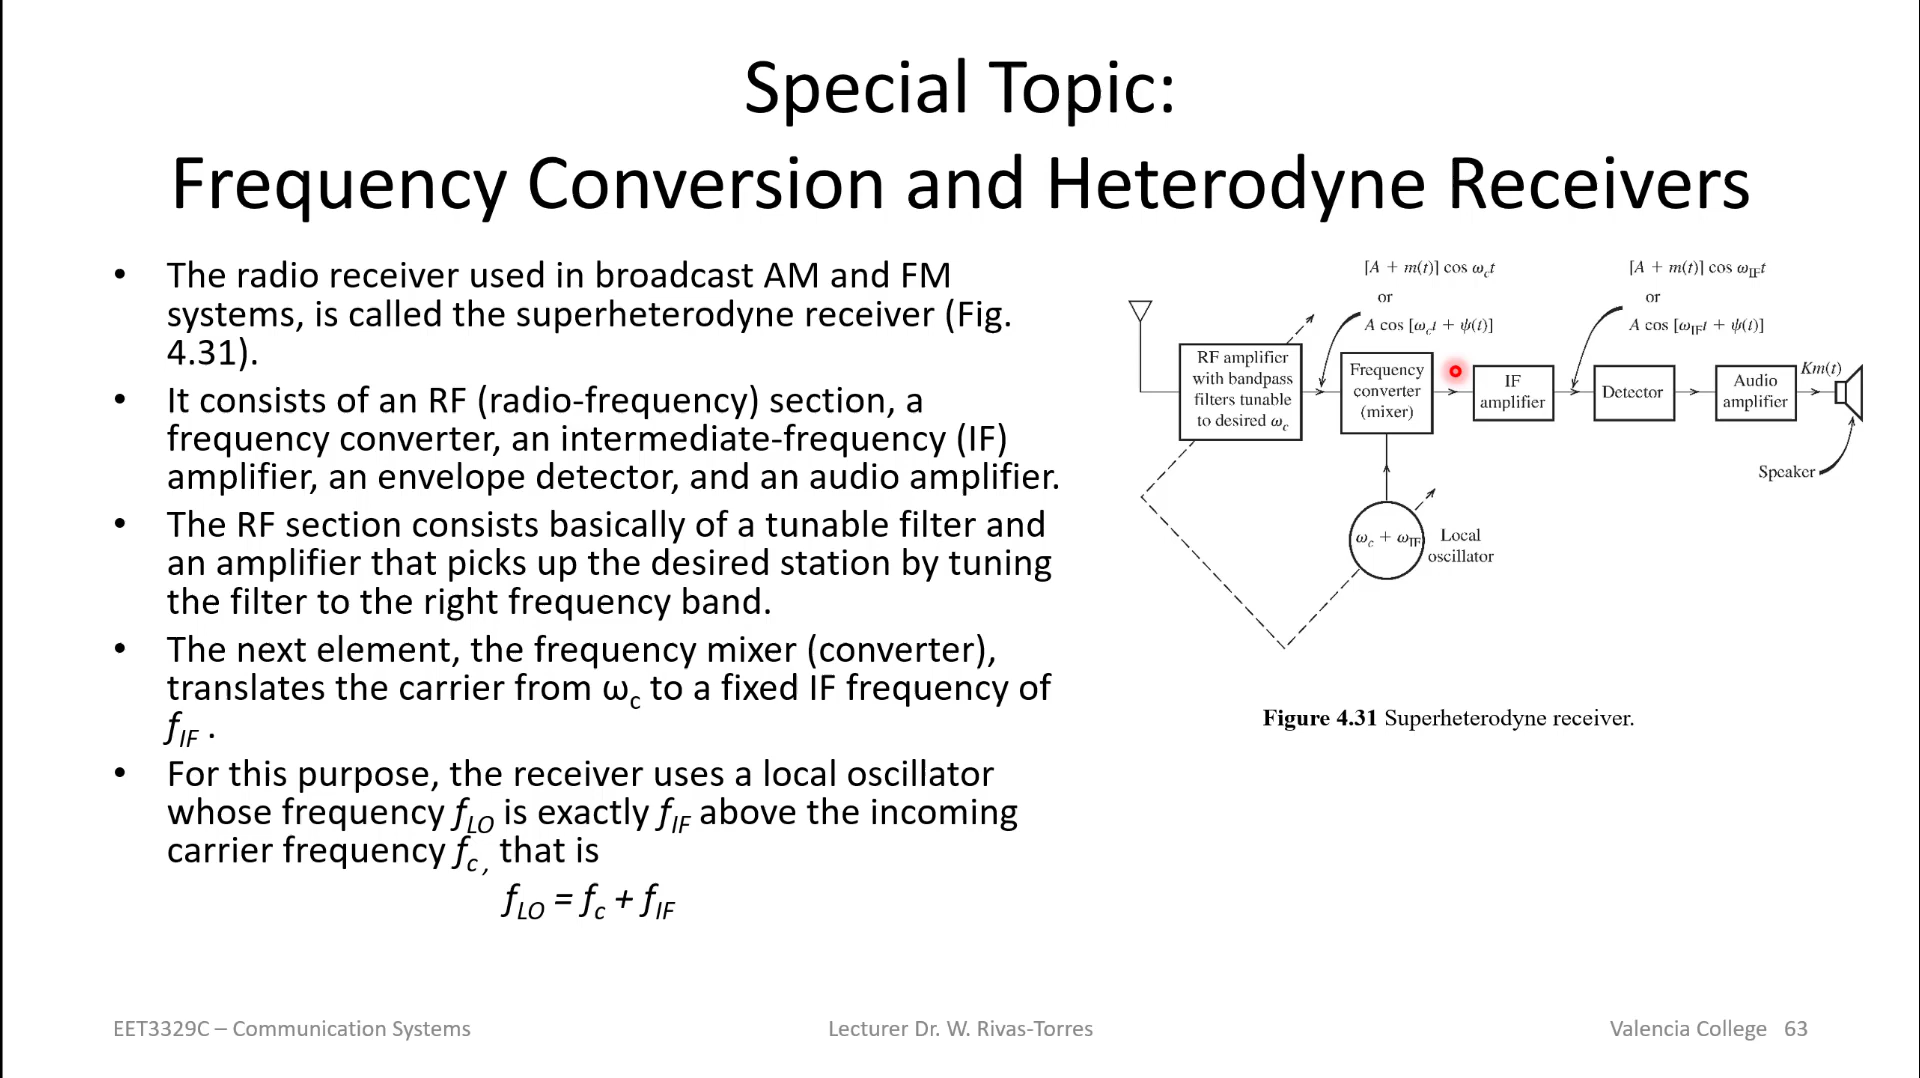 Special Topic:
Frequency Conversion and Heterodyne Receivers
• The radio receiver used in broadcast AM and FM
systems, is called the superheterodyne receiver (Fig.
4.31).
• It consists of an RF (radio-frequency) section, a
frequency converter, an intermediate-frequency (IF)
amplifier, an envelope detector, and an audio amplifier.
• The RF section consists basically of a tunable filter and
an amplifier that picks up the desired station by tuning
the filter to the right frequency band.
• The next element, the frequency mixer (converter),
translates the carrier from ωc to a fixed IF frequency of
fIF .
• For this purpose, the receiver uses a local oscillator
whose frequency fLO is exactly fIF above the incoming
carrier frequency fc , that is
fLO = fc + fIF
[A + m(t)] cos ωct
or
A cos [ωct + ψ(t)]
[A + m(t)] cos ωIFt
or
A cos [ωIFt + ψ(t)]
RF amplifier
with bandpass
filters tunable
to desired ωc
Frequency
converter
(mixer)
IF
amplifier
Detector
Audio
amplifier
Km(t)
Speaker
ωc + ωIF
Local
oscillator
Figure 4.31 Superheterodyne receiver.
EET3329C – Communication Systems
Lecturer Dr. W. Rivas-Torres
Valencia College 63